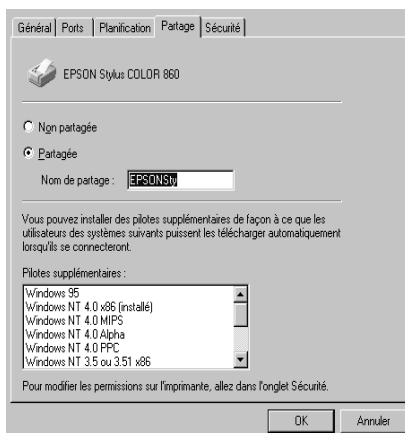 Général Ports Planification Partage Sécurité
EPSON Stylus COLOR 860
Non partagée
Partagée
Nom de partage : EPSONSty
Vous pouvez installer des pilotes supplémentaires de façon à ce que les
utilisateurs des systèmes suivants puissent les télécharger automatiquement
lorsqu'ils se connecteront.
Pilotes supplémentaires :
Windows 95
Windows NT 4.0 x86 (installé)
Windows NT 4.0 MIPS
Windows NT 4.0 Alpha
Windows NT 4.0 PPC
Windows NT 3.5 ou 3.51 x86
Pour modifier les permissions sur l'imprimante, allez dans l'onglet Sécurité.
OK Annuler